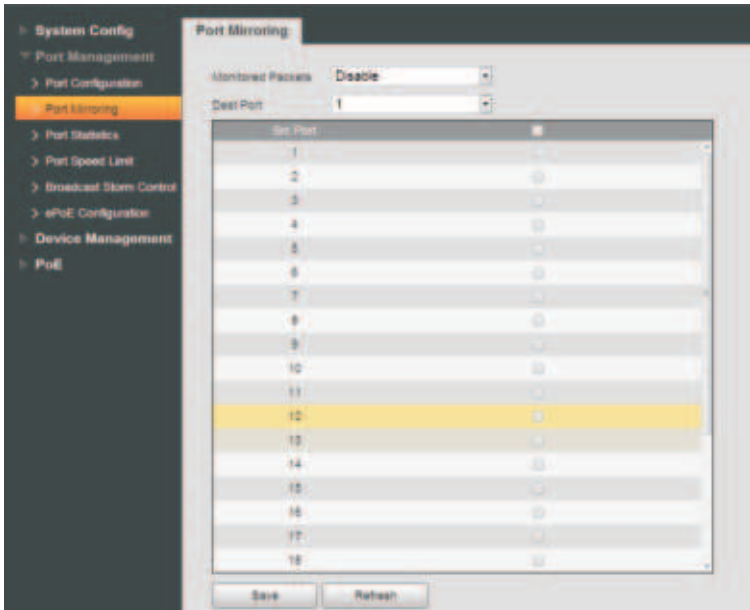 System Config
Port Management
Port Configuration
Port Mirroring
Port Statistics
Port Speed Limit
Broadcast Storm Control
ePoE Configuration
Device Management
PoE
Port Mirroring
Monitored Packets Disable
Dest Port 1
Src Port
1
2
3
4
5
6
7
8
9
10
11
12
13
14
15
16
17
18
Save Refresh